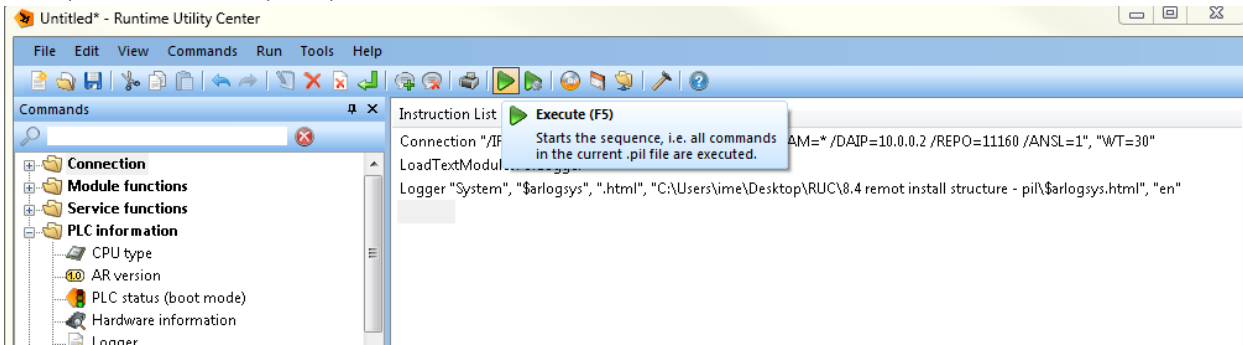 Untitled* - Runtime Utility Center
File Edit View Commands Run Tools Help
Commands
Instruction List
Execute (F5)
Starts the sequence, i.e. all commands
in the current .pil file are executed.
Connection "/IF AM=* /DAIP=10.0.0.2 /REPO=11160 /ANSL=1", "WT=30"
Logger "System", "$arlogsys", ".html", "C:\Users\ime\Desktop\RUC\8.4 remot install structure - pil\$arlogsys.html", "en"
Connection
Module functions
Service functions
PLC information
CPU type
1.0 AR version
PLC status (boot mode)
Hardware information
Logger